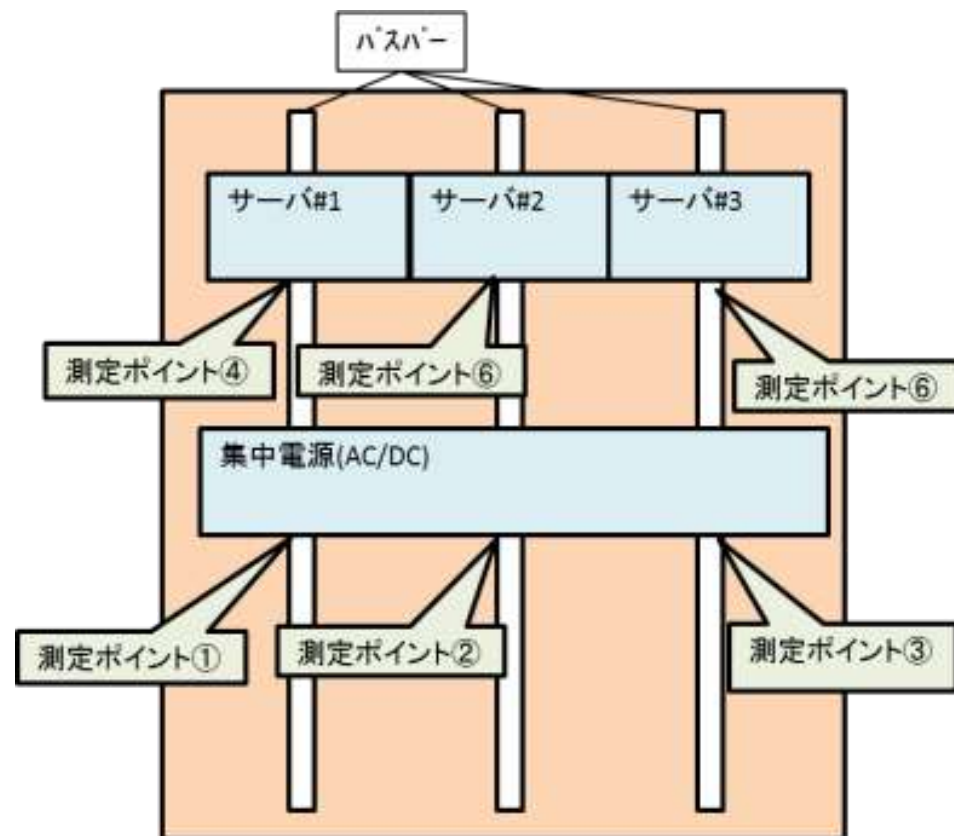 バスバー
サーバ#1
サーバ#2
サーバ#3
測定ポイント④
測定ポイント⑥
測定ポイント⑥
集中電源(AC/DC)
測定ポイント①
測定ポイント②
測定ポイント③